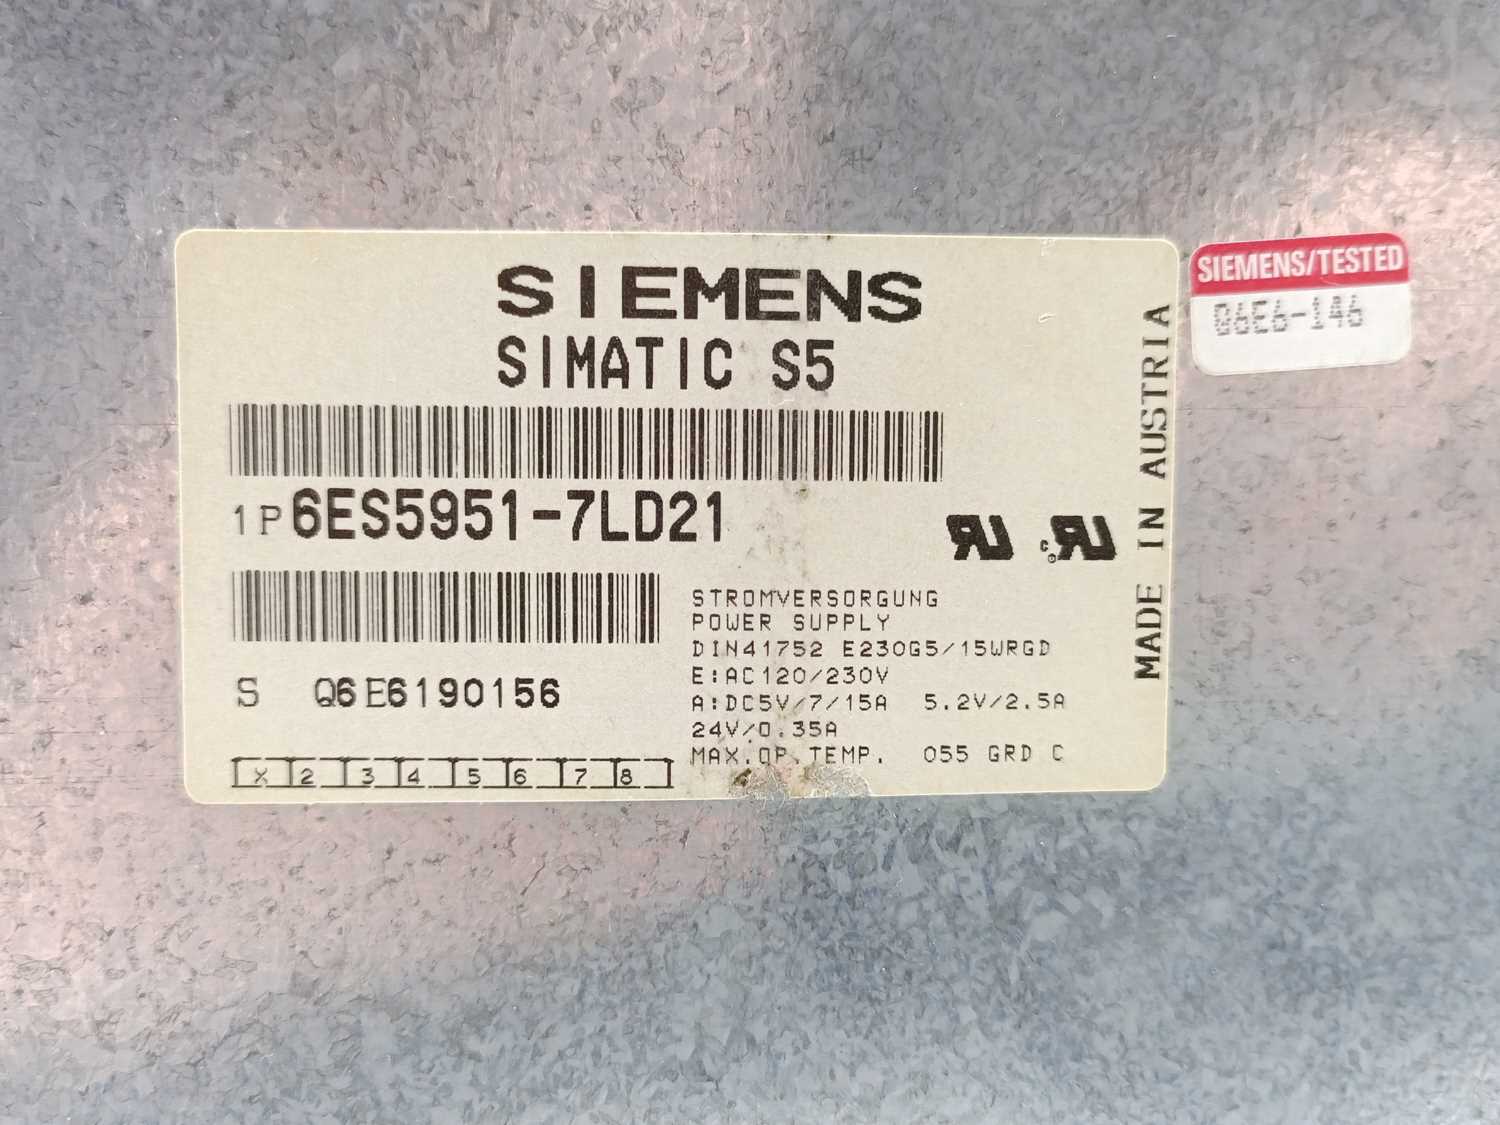 SIEMENS
SIMATIC S5
1P 6ES5951-7LD21
S Q6E6190156
X 2 3 4 5 6 7 8
STROMVERSORGUNG
POWER SUPPLY
DIN41752 E230G5/15WRGD
E:AC120/230V
A:DC5V/7/15A 5.2V/2.5A
24V/0.35A
MAX.OP.TEMP. 055 GRD C
MADE IN AUSTRIA
SIEMENS/TESTED
Q6E6-146